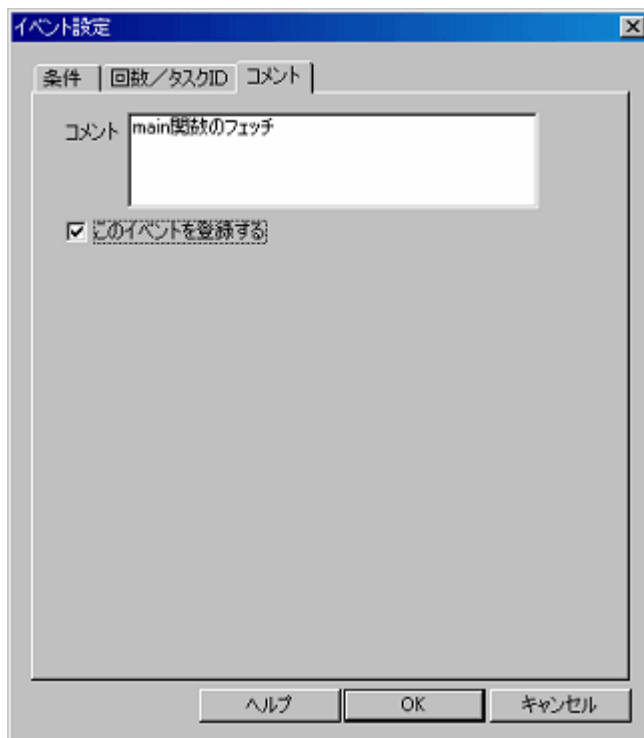 イベント設定
条件 回数／タスクID コメント
コメント main関数のフェッチ
このイベントを登録する
ヘルプ OK キャンセル